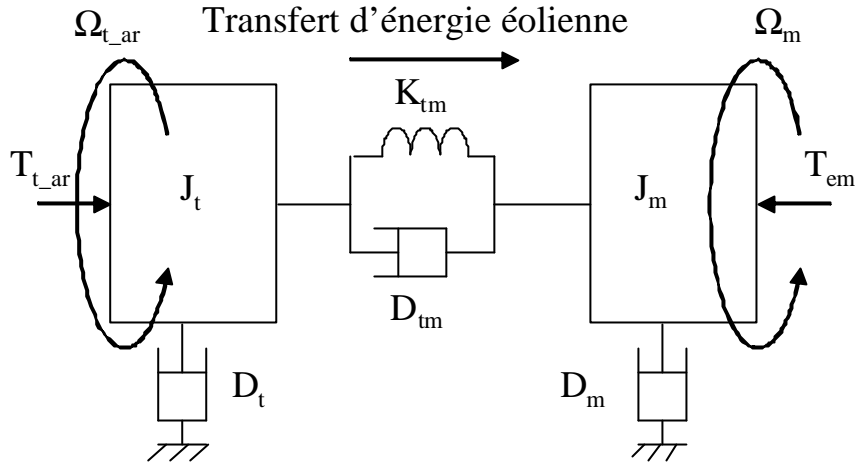 Ω_t_ar Transfert d'énergie éolienne Ω_m
K_tm
T_t_ar J_t J_m T_em
D_tm
D_t D_m